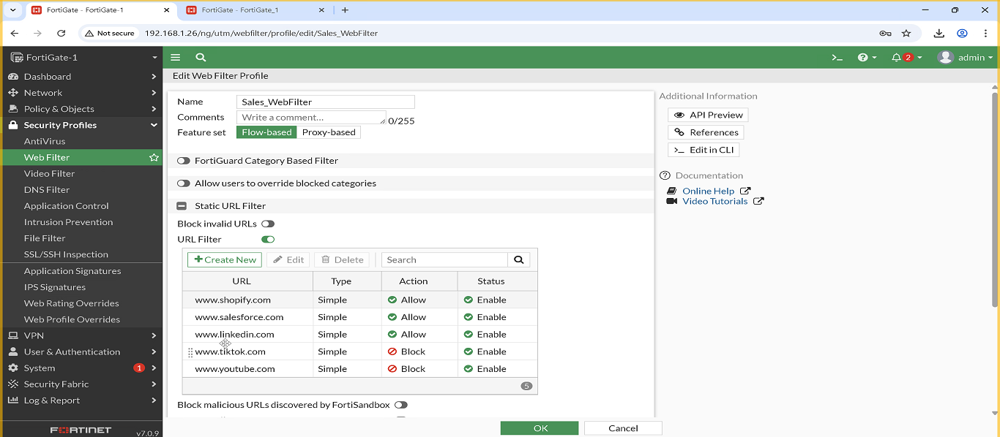 FortiGate - FortiGate-1
FortiGate - FortiGate_1
Not secure 192.168.1.26/ng/utm/webfilter/profile/edit/Sales_WebFilter
FortiGate-1
Dashboard
Network
Policy & Objects
Security Profiles
AntiVirus
Web Filter
Video Filter
DNS Filter
Application Control
Intrusion Prevention
File Filter
SSL/SSH Inspection
Application Signatures
IPS Signatures
Web Rating Overrides
Web Profile Overrides
VPN
User & Authentication
System 1
Security Fabric
Log & Report
FORTINET v7.0.9
>_ ? 2 admin
Edit Web Filter Profile
Name Sales_WebFilter
Comments Write a comment... 0/255
Feature set Flow-based Proxy-based
FortiGuard Category Based Filter
Allow users to override blocked categories
Static URL Filter
Block invalid URLs
URL Filter
+ Create New Edit Delete Search
URL Type Action Status
www.shopify.com Simple Allow Enable
www.salesforce.com Simple Allow Enable
www.linkedin.com Simple Allow Enable
www.tiktok.com Simple Block Enable
www.youtube.com Simple Block Enable
5
Block malicious URLs discovered by FortiSandbox
OK Cancel
Additional Information
API Preview
References
>_ Edit in CLI
? Documentation
Online Help
Video Tutorials